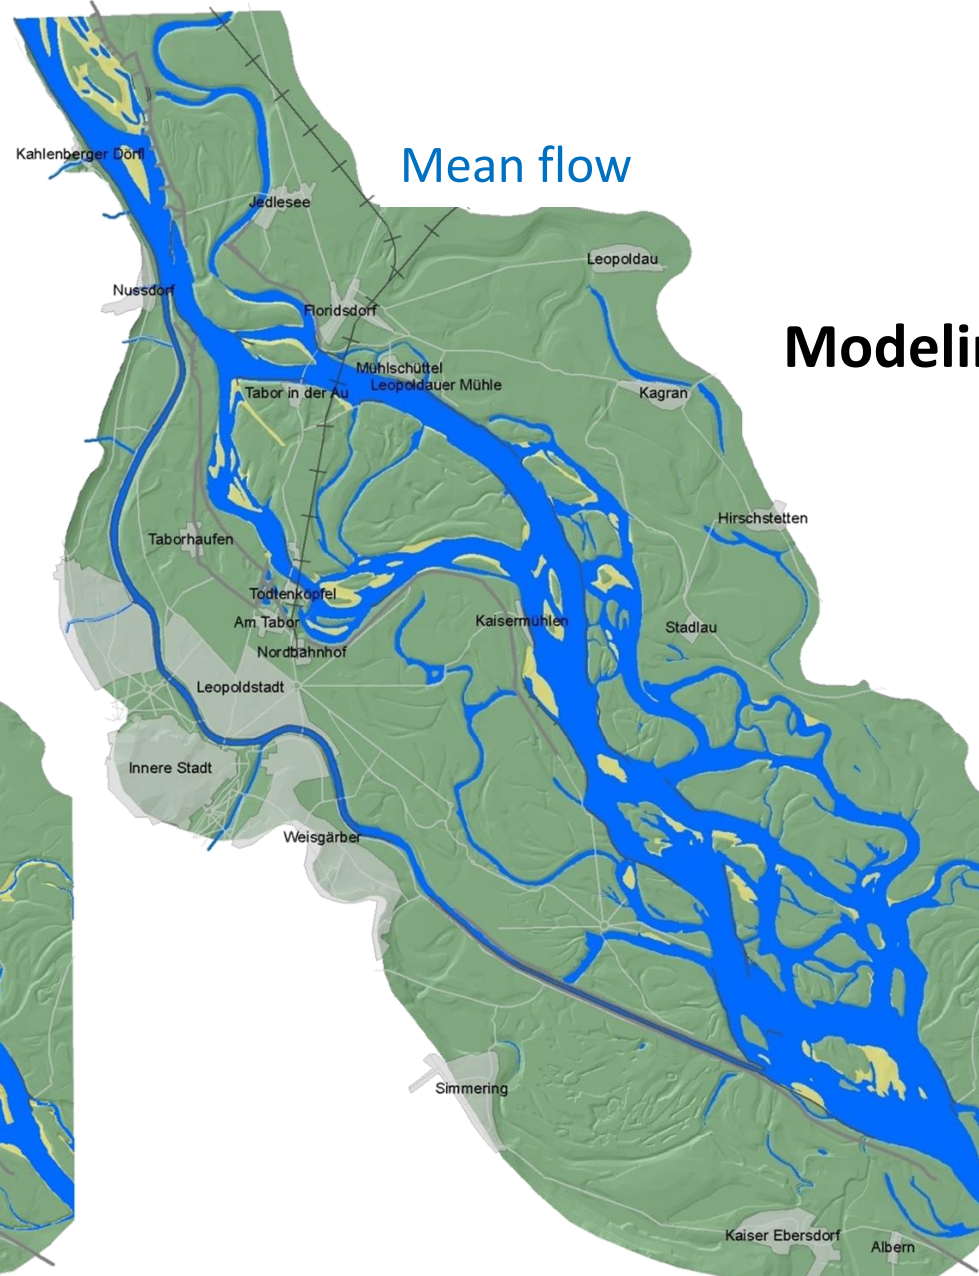 Kahlenberger Dörfl
Mean flow
Jedlesee
Leopoldau
Nussdorf
Floridsdorf
Modelin
Mühlschüttel
Leopoldauer Mühle
Tabor in der Au
Kagran
Hirschstetten
Taborhaufen
Todtenköpfel
Am Tabor
Kaisermühlen
Stadlau
Nordbahnhof
Leopoldstadt
Innere Stadt
Weisgärber
Simmering
Kaiser Ebersdorf
Albern